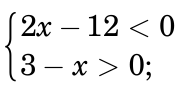 2x – 12 < 0
3 – x > 0;